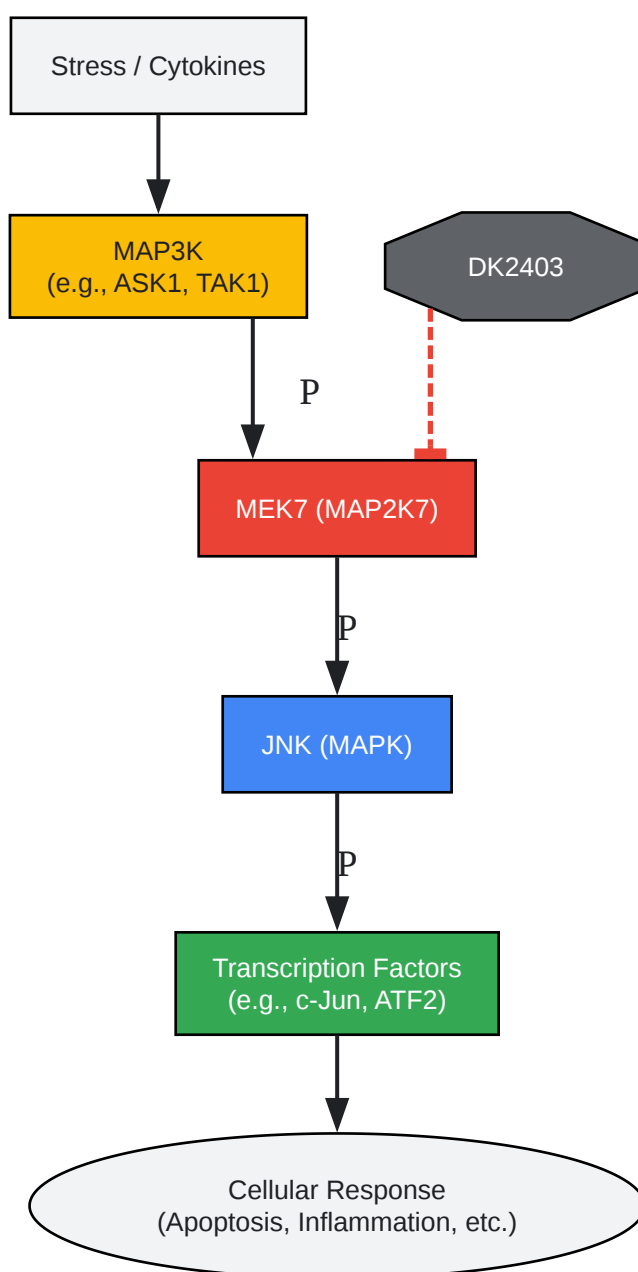 Stress / Cytokines
MAP3K
(e.g., ASK1, TAK1)
DK2403
P
MEK7 (MAP2K7)
P
JNK (MAPK)
P
Transcription Factors
(e.g., c-Jun, ATF2)
Cellular Response
(Apoptosis, Inflammation, etc.)